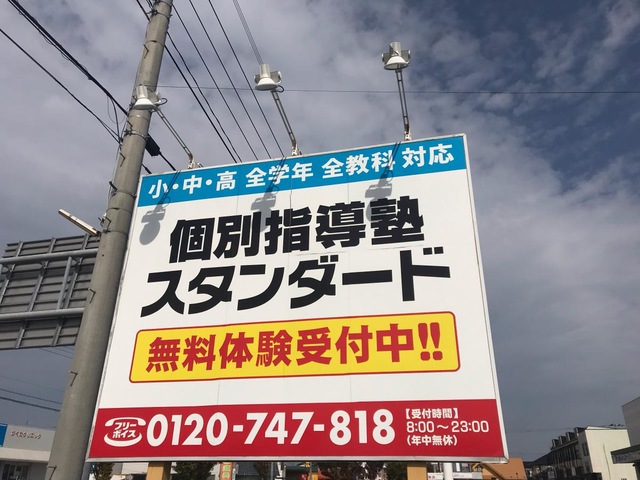 小・中・高 全学年 全教科 対応
個別指導塾
スタンダード
無料体験受付中!!
フリーボイス
0120-747-818
【受付時間】
8:00〜23:00
(年中無休)